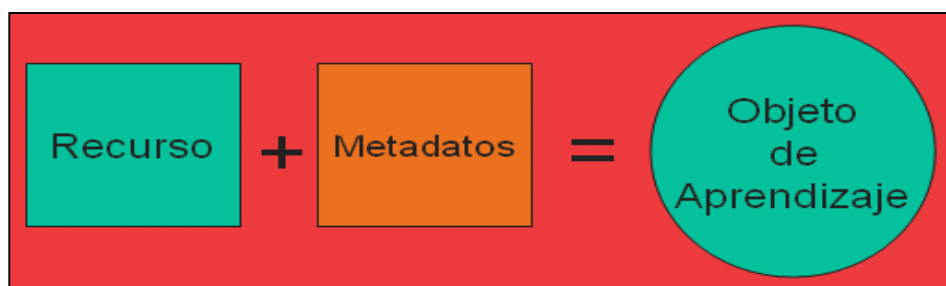 Recurso + Metadatos = Objeto
de
Aprendizaje